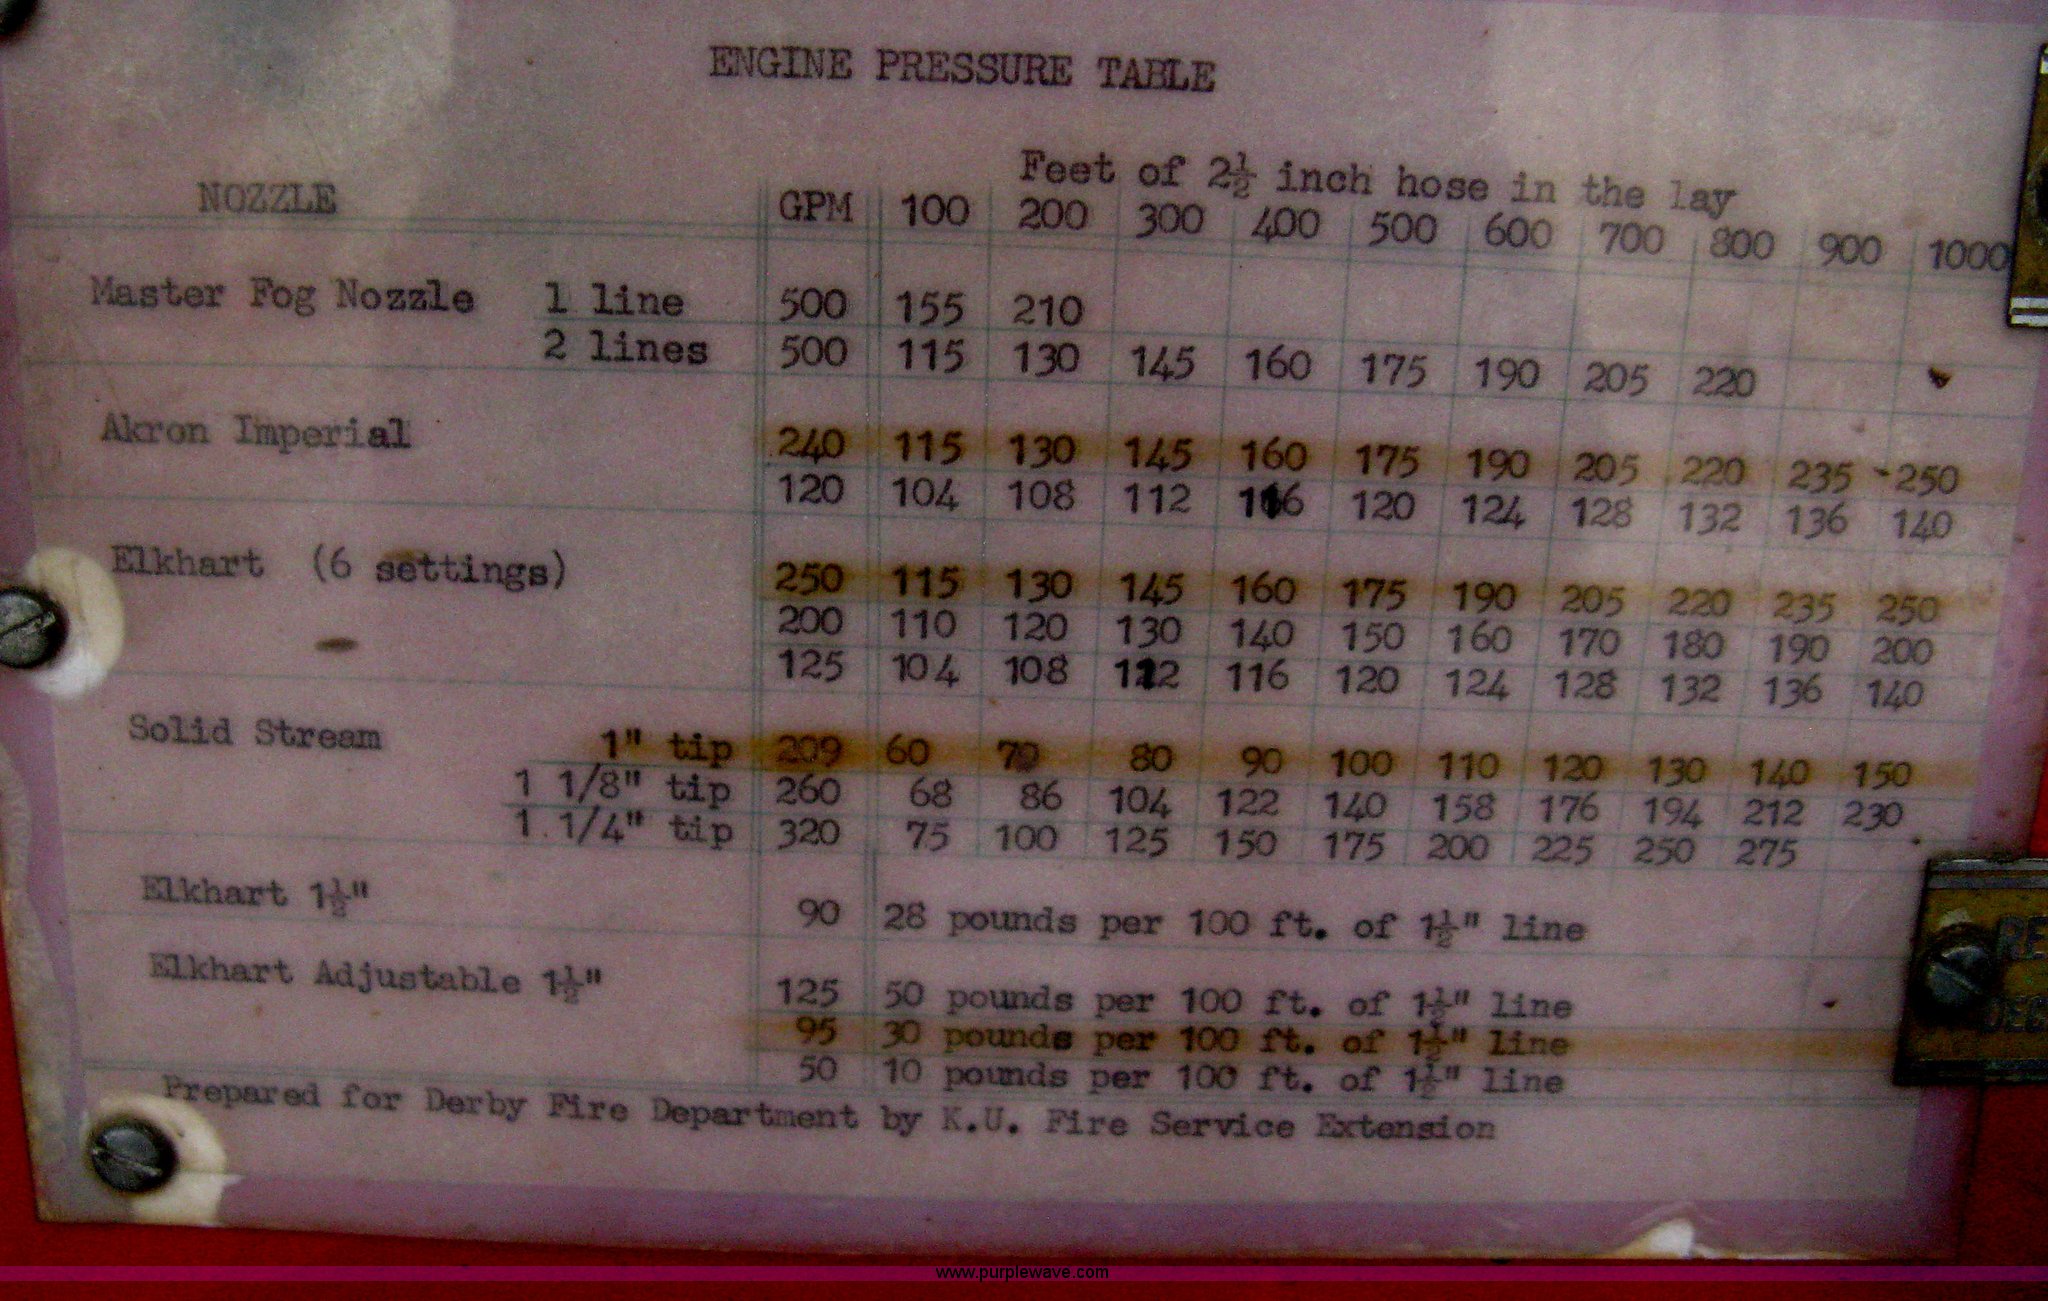 ENGINE PRESSURE TABLE
Feet of 2½ inch hose in the lay
NOZZLE GPM 100 200 300 400 500 600 700 800 900 1000
Master Fog Nozzle 1 line 500 155 210
2 lines 500 115 130 145 160 175 190 205 220
Akron Imperial 240 115 130 145 160 175 190 205 220 235 250
120 104 108 112 116 120 124 128 132 136 140
Elkhart (6 settings) 250 115 130 145 160 175 190 205 220 235 250
200 110 120 130 140 150 160 170 180 190 200
125 104 108 112 116 120 124 128 132 136 140
Solid Stream 1" tip 209 60 70 80 90 100 110 120 130 140 150
1 1/8" tip 260 68 86 104 122 140 158 176 194 212 230
1 1/4" tip 320 75 100 125 150 175 200 225 250 275
Elkhart 1½" 90 28 pounds per 100 ft. of 1½" line
Elkhart Adjustable 1½" 125 50 pounds per 100 ft. of 1½" line
95 30 pounds per 100 ft. of 1½" line
50 10 pounds per 100 ft. of 1½" line
Prepared for Derby Fire Department by K.U. Fire Service Extension
www.purplewave.com